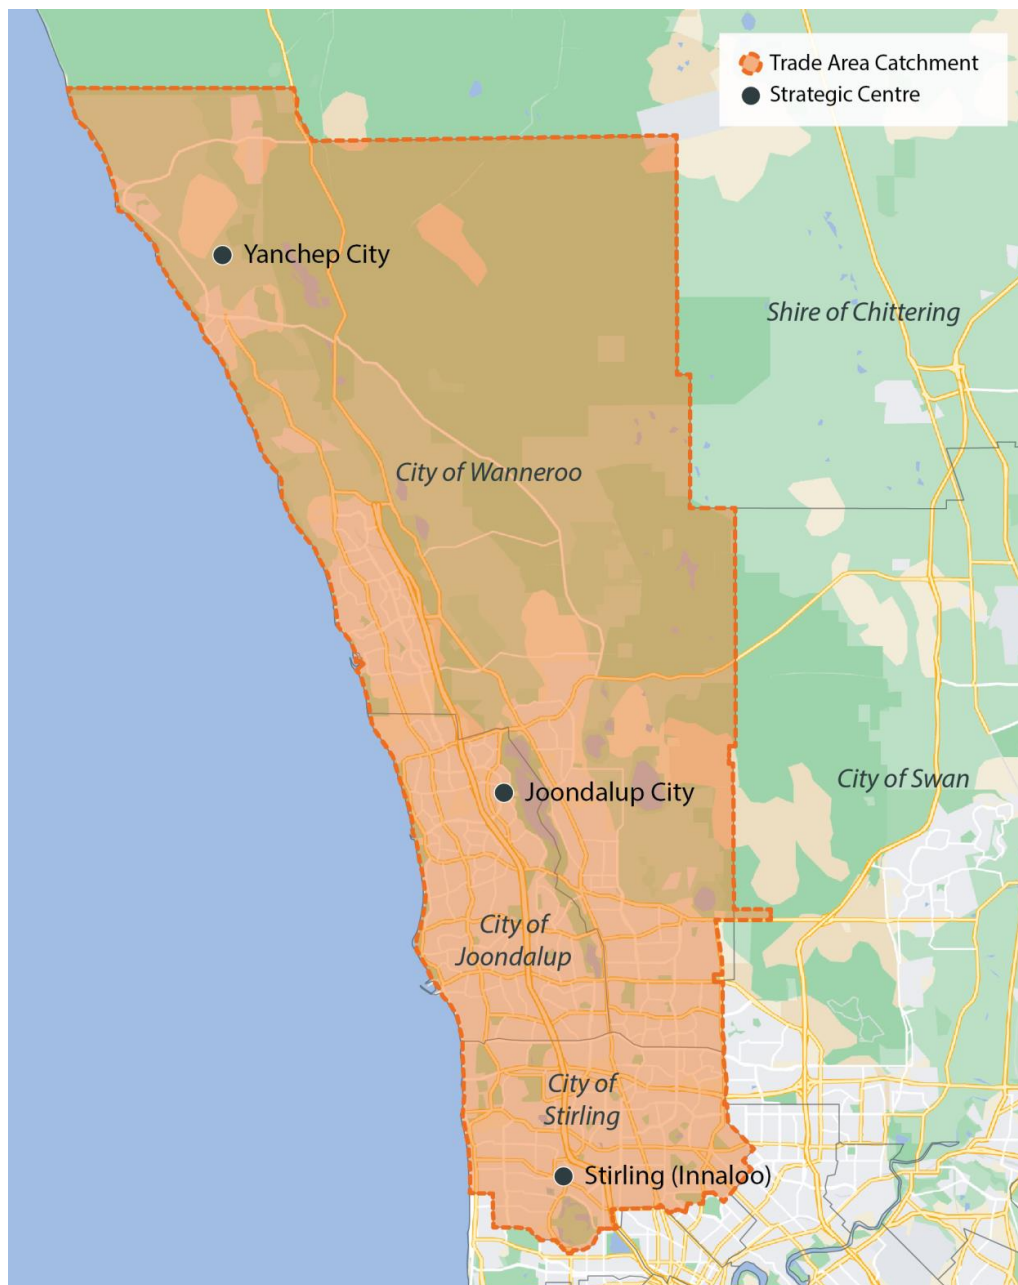 Trade Area Catchment
Strategic Centre
Yanchep City
Shire of Chittering
City of Wanneroo
City of Swan
Joondalup City
City of
Joondalup
City of
Stirling
Stirling (Innaloo)